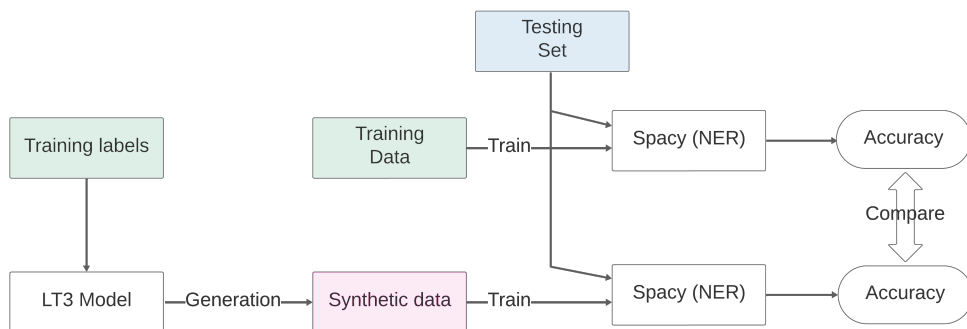 Testing
Set
Training labels
Training
Data
Train
Spacy (NER)
Accuracy
Compare
LT3 Model
Generation
Synthetic data
Train
Spacy (NER)
Accuracy